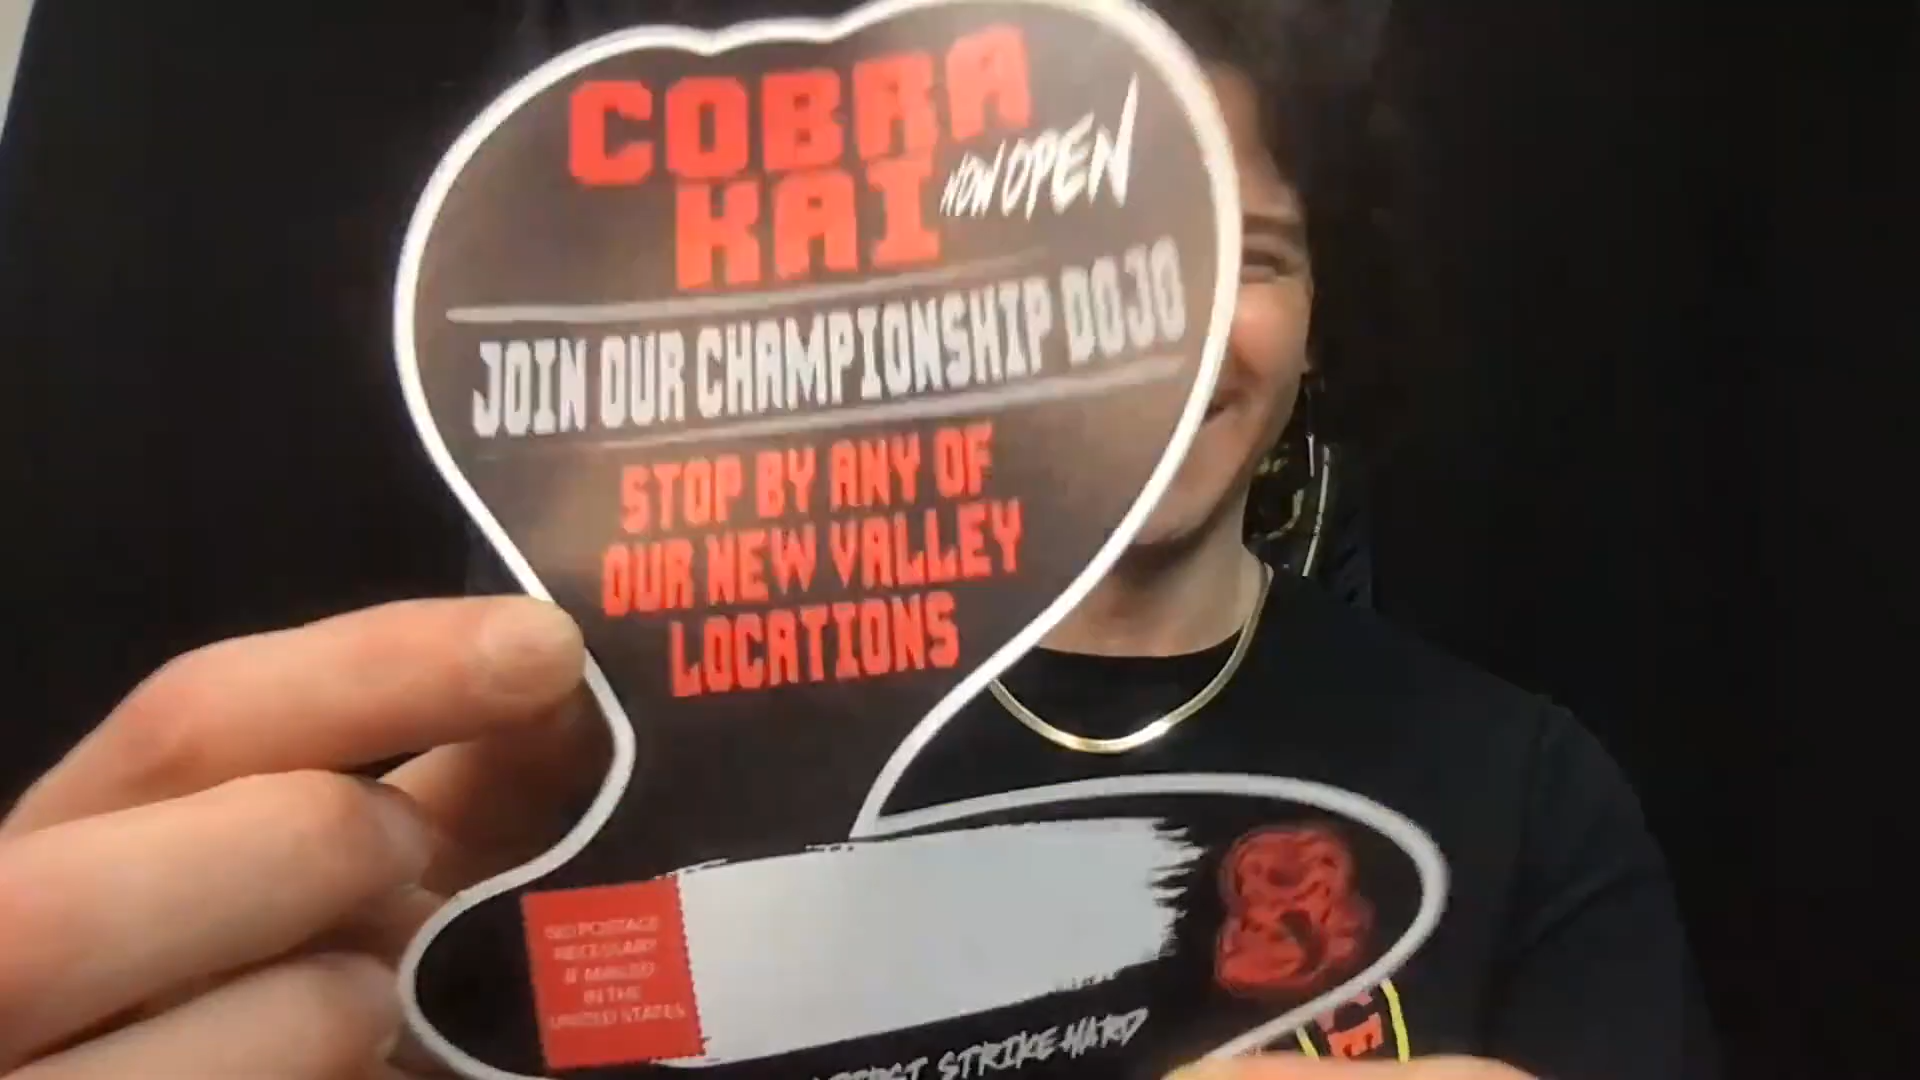 COBRA
KAI NOW OPEN
JOIN OUR CHAMPIONSHIP DOJO
STOP BY ANY OF
OUR NEW VALLEY
LOCATIONS
NO POSTAGE
NECESSARY
IF MAILED
IN THE
UNITED STATES
STRIKE HARD